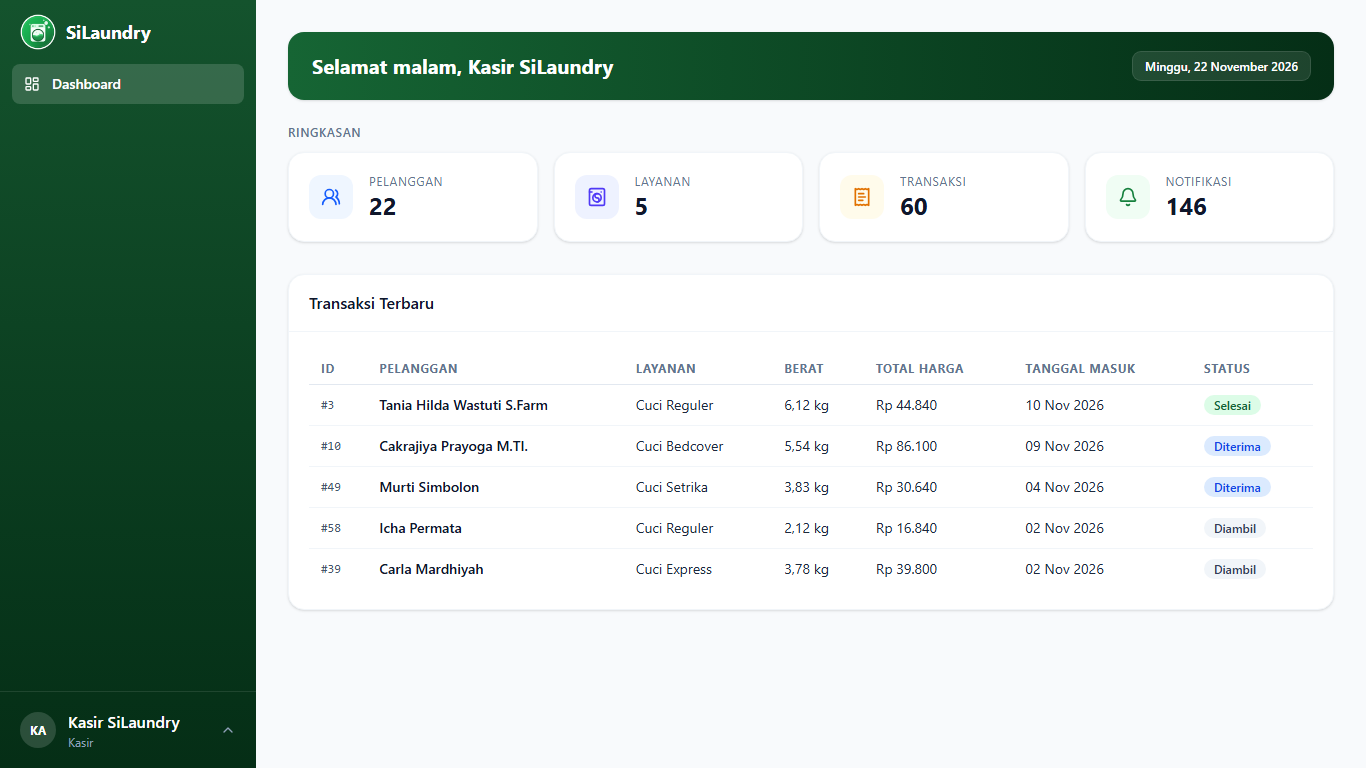 SiLaundry
Dashboard
Selamat malam, Kasir SiLaundry
Minggu, 22 November 2026
RINGKASAN
PELANGGAN
22
LAYANAN
5
TRANSAKSI
60
NOTIFIKASI
146
Transaksi Terbaru
ID PELANGGAN LAYANAN BERAT TOTAL HARGA TANGGAL MASUK STATUS
#3 Tania Hilda Wastuti S.Farm Cuci Reguler 6,12 kg Rp 44.840 10 Nov 2026 Selesai
#10 Cakrajiya Prayoga M.TI. Cuci Bedcover 5,54 kg Rp 86.100 09 Nov 2026 Diterima
#49 Murti Simbolon Cuci Setrika 3,83 kg Rp 30.640 04 Nov 2026 Diterima
#58 Icha Permata Cuci Reguler 2,12 kg Rp 16.840 02 Nov 2026 Diambil
#39 Carla Mardhiyah Cuci Express 3,78 kg Rp 39.800 02 Nov 2026 Diambil
KA
Kasir SiLaundry
Kasir